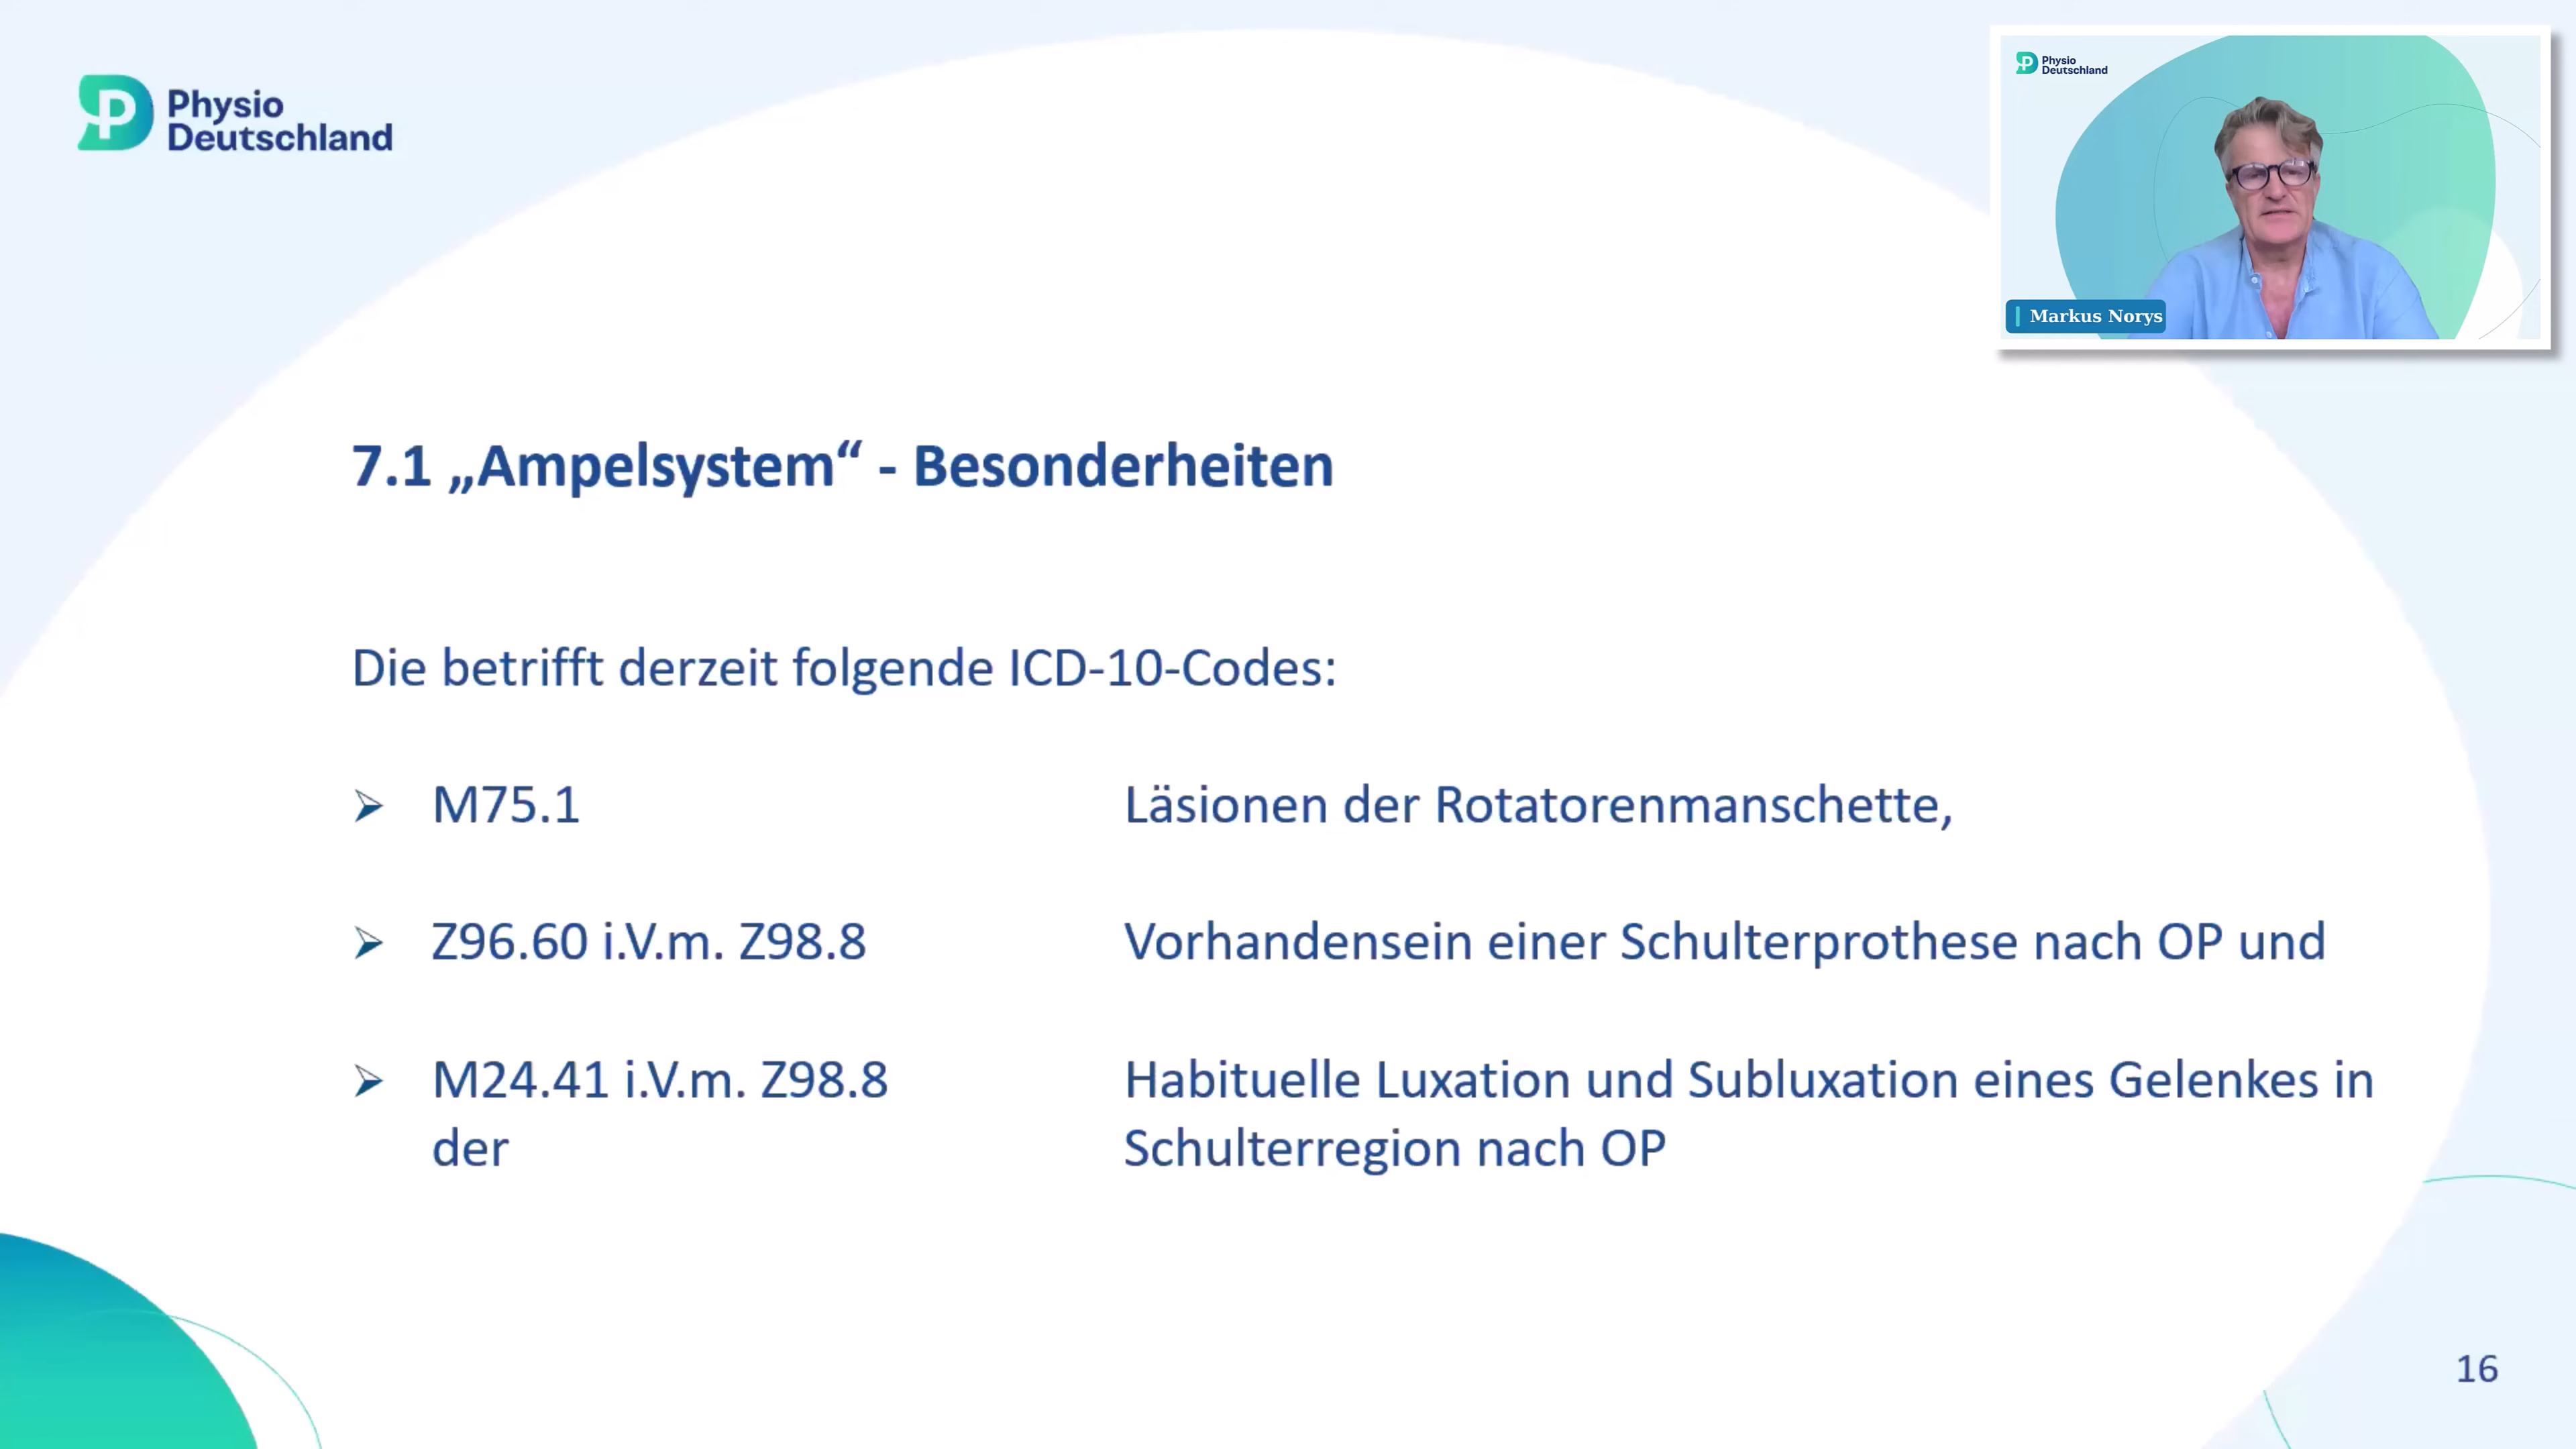 Physio
Deutschland
Physio
Deutschland
Markus Norys
7.1 „Ampelsystem“ - Besonderheiten
Die betrifft derzeit folgende ICD-10-Codes:
➢ M75.1 Läsionen der Rotatorenmanschette,
➢ Z96.60 i.V.m. Z98.8 Vorhandensein einer Schulterprothese nach OP und
➢ M24.41 i.V.m. Z98.8 Habituelle Luxation und Subluxation eines Gelenkes in
der Schulterregion nach OP
16